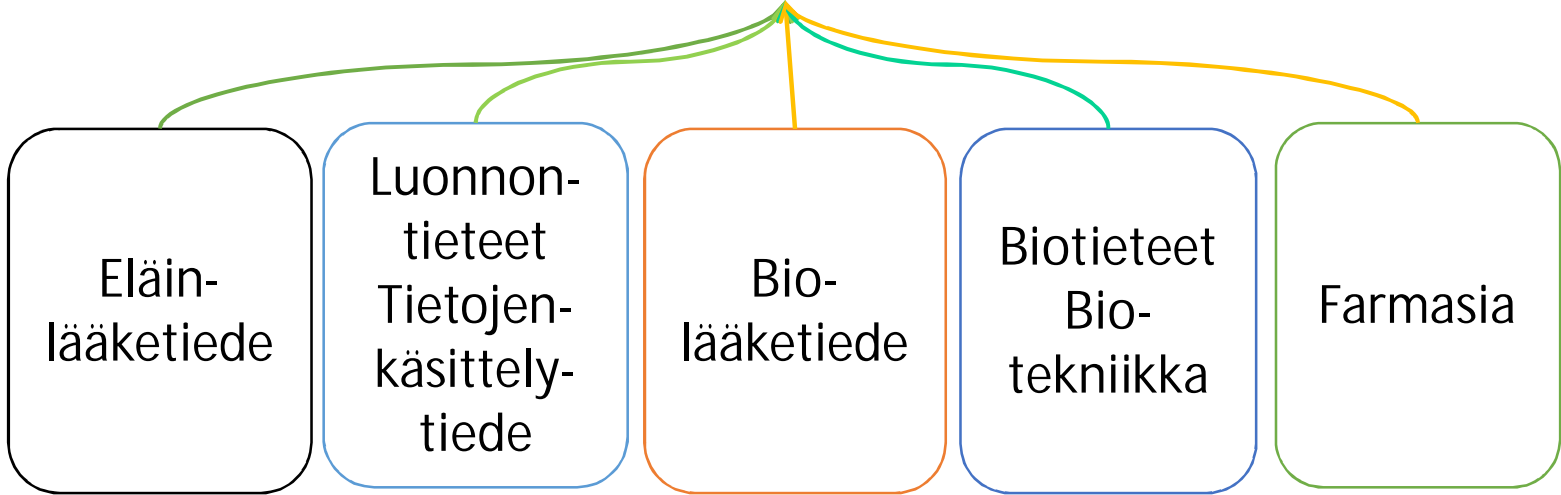 Eläin-
lääketiede
Luonnon-
tieteet
Tietojen-
käsittely-
tiede
Bio-
lääketiede
Biotieteet
Bio-
tekniikka
Farmasia